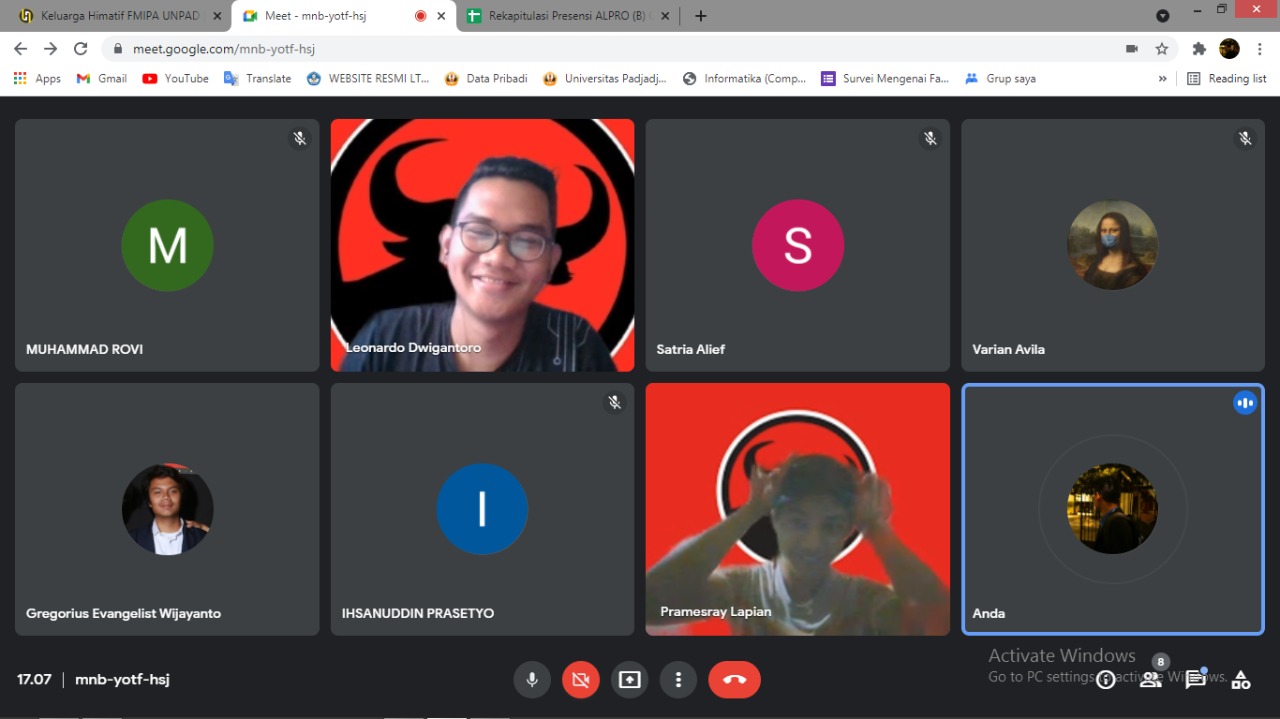 Keluarga Himatif FMIPA UNPAD
Meet - mnb-yotf-hsj
Rekapitulasi Presensi ALPRO (B)
meet.google.com/mnb-yotf-hsj
Apps
Gmail
YouTube
Translate
WEBSITE RESMI LT...
Data Pribadi
Universitas Padjadj...
Informatika (Comp...
Survei Mengenai Fa...
Grup saya
»
Reading list
M
MUHAMMAD ROVI
Leonardo Dwigantoro
S
Satria Alief
Varian Avila
Gregorius Evangelist Wijayanto
I
IHSANUDDIN PRASETYO
Pramesray Lapian
Anda
17.07 | mnb-yotf-hsj
8
Activate Windows
Go to PC settings to activate Windows.